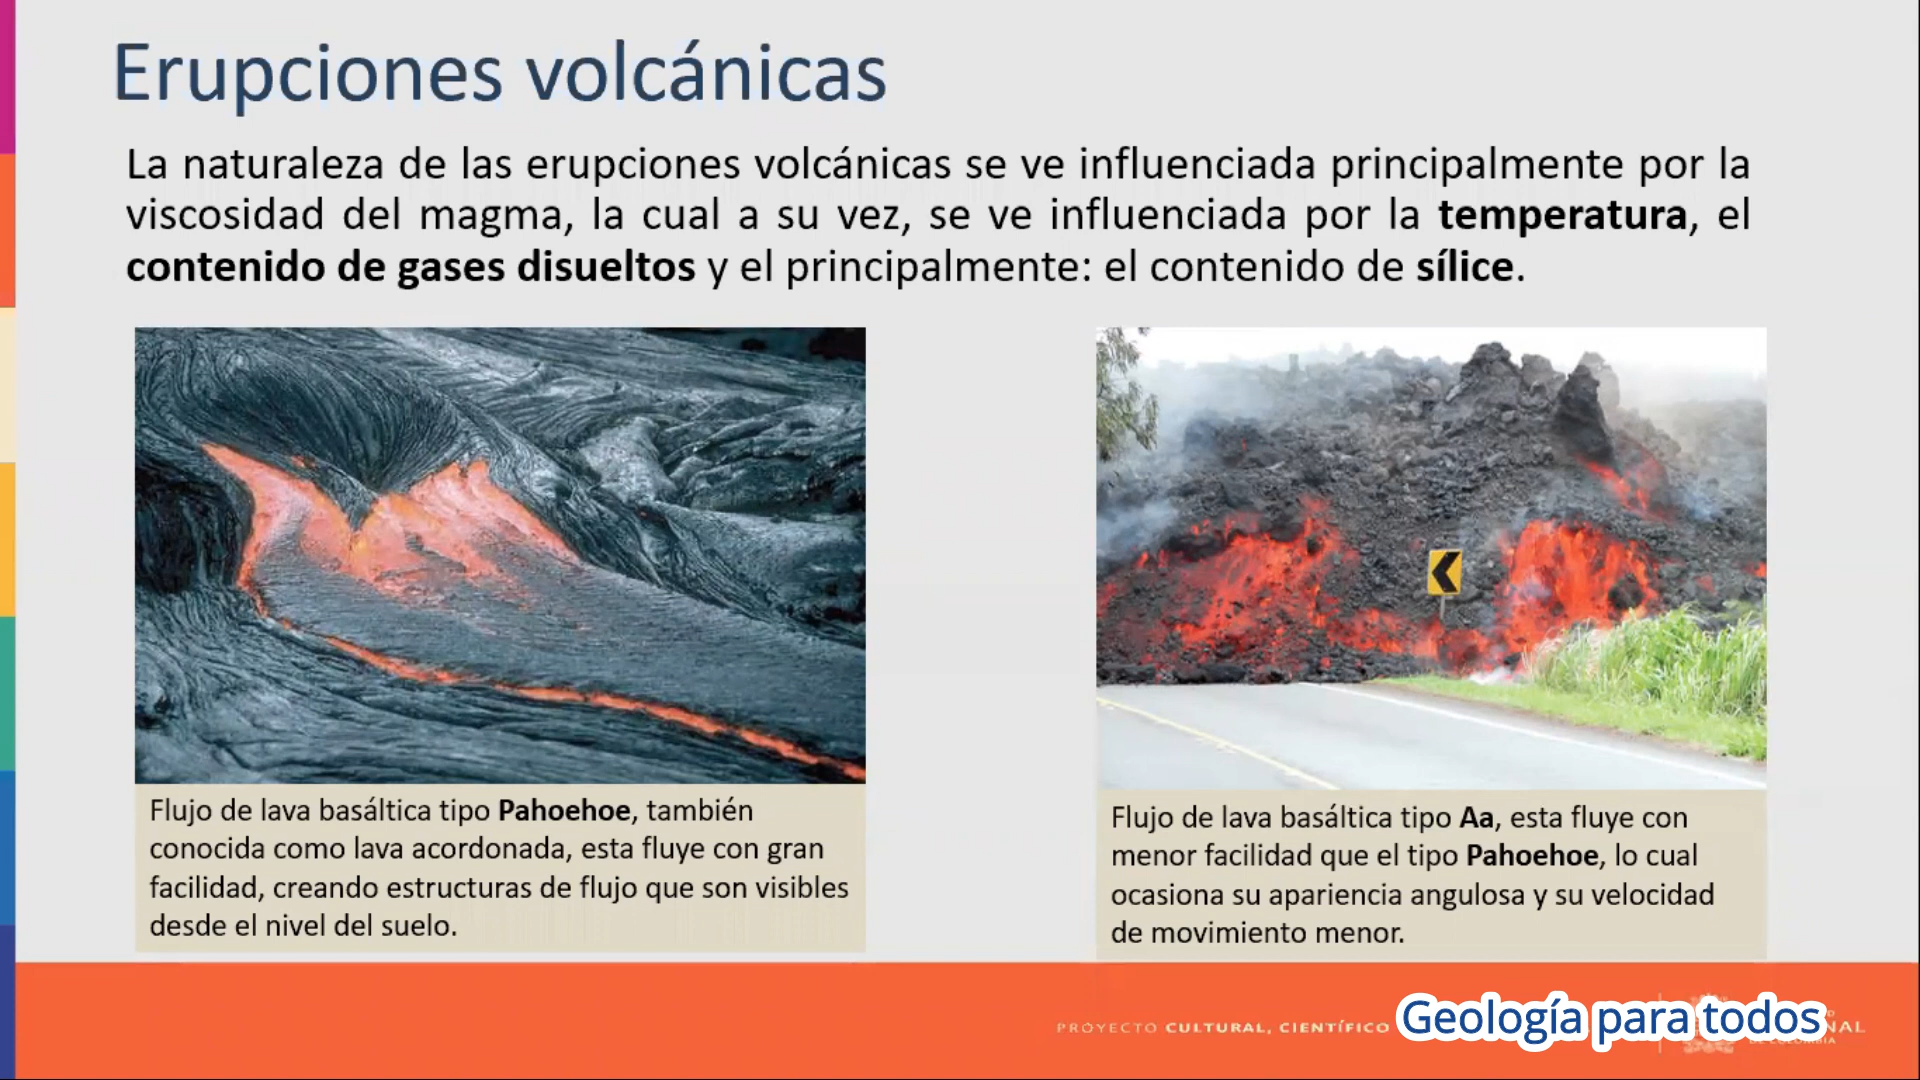 Erupciones volcánicas
La naturaleza de las erupciones volcánicas se ve influenciada principalmente por la
viscosidad del magma, la cual a su vez, se ve influenciada por la temperatura, el
contenido de gases disueltos y el principalmente: el contenido de sílice.
Flujo de lava basáltica tipo Pahoehoe, también
conocida como lava acordonada, esta fluye con gran
facilidad, creando estructuras de flujo que son visibles
desde el nivel del suelo.
Flujo de lava basáltica tipo Aa, esta fluye con
menor facilidad que el tipo Pahoehoe, lo cual
ocasiona su apariencia angulosa y su velocidad
de movimiento menor.
PROYECTO CULTURAL, CIENTÍFICO
Geología para todos
DE COLOMBIA